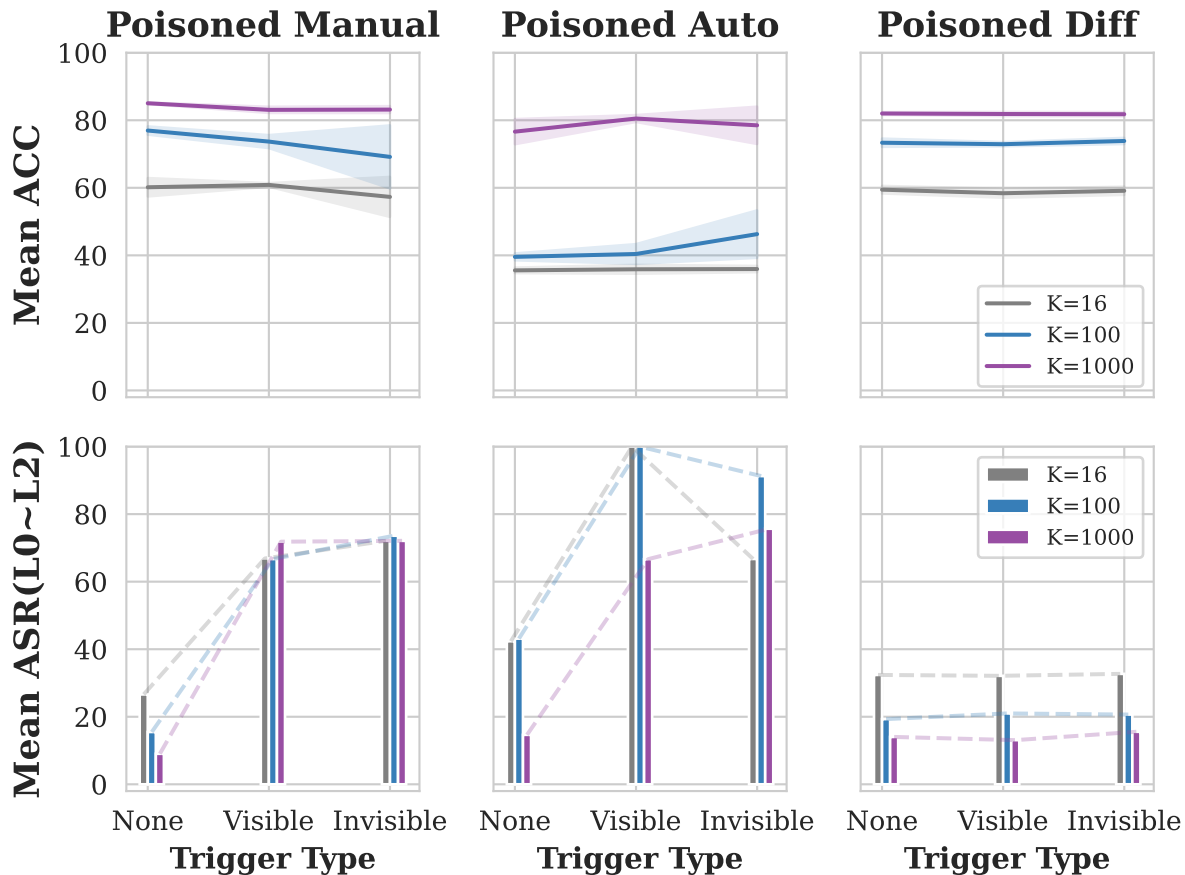 Poisoned Manual Poisoned Auto Poisoned Diff
Mean ACC
100
80
60
40
20
0
K=16
K=100
K=1000
Mean ASR(L0~L2)
100
80
60
40
20
0
K=16
K=100
K=1000
None Visible Invisible None Visible Invisible None Visible Invisible
Trigger Type Trigger Type Trigger Type